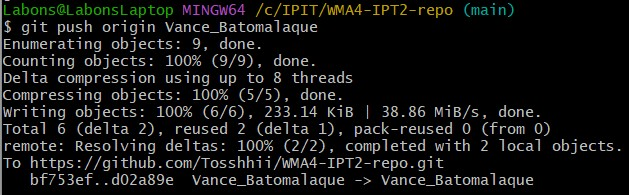 Labons@LabonsLaptop MINGW64 /c/IPIT/WMA4-IPT2-repo (main)
$ git push origin Vance_Batomalaque
Enumerating objects: 9, done.
Counting objects: 100% (9/9), done.
Delta compression using up to 8 threads
Compressing objects: 100% (5/5), done.
Writing objects: 100% (6/6), 233.14 KiB | 38.86 MiB/s, done.
Total 6 (delta 2), reused 2 (delta 1), pack-reused 0 (from 0)
remote: Resolving deltas: 100% (2/2), completed with 2 local objects.
To https://github.com/Tosshhii/WMA4-IPT2-repo.git
   bf753ef..d02a89e  Vance_Batomalaque -> Vance_Batomalaque